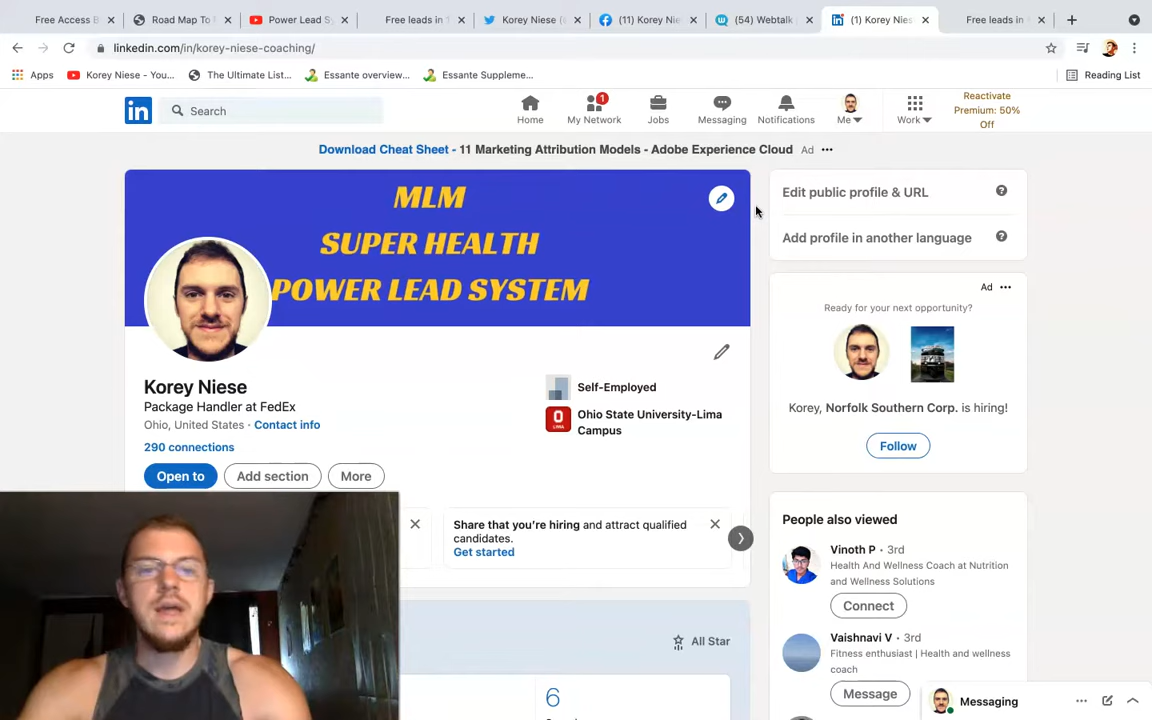 Free Access B
Road Map To
Power Lead S
Free leads in
Korey Niese (
(11) Korey Nie
(54) Webtalk
(1) Korey Nies
Free leads in
linkedin.com/in/korey-niese-coaching/
Apps
Korey Niese - You...
The Ultimate List...
Essante overview...
Essante Suppleme...
Reading List
in
Search
1
Home
My Network
Jobs
Messaging
Notifications
Me
Work
Reactivate
Premium: 50%
Off
Download Cheat Sheet - 11 Marketing Attribution Models - Adobe Experience Cloud Ad
MLM
SUPER HEALTH
POWER LEAD SYSTEM
Edit public profile & URL
Add profile in another language
Ad
Ready for your next opportunity?
Korey, Norfolk Southern Corp. is hiring!
Follow
Korey Niese
Package Handler at FedEx
Ohio, United States · Contact info
290 connections
Self-Employed
Ohio State University-Lima
Campus
Open to
Add section
More
Share that you're hiring and attract qualified
candidates.
Get started
All Star
6
People also viewed
Vinoth P · 3rd
Health And Wellness Coach at Nutrition
and Wellness Solutions
Connect
Vaishnavi V · 3rd
Fitness enthusiast | Health and wellness
coach
Message
Messaging